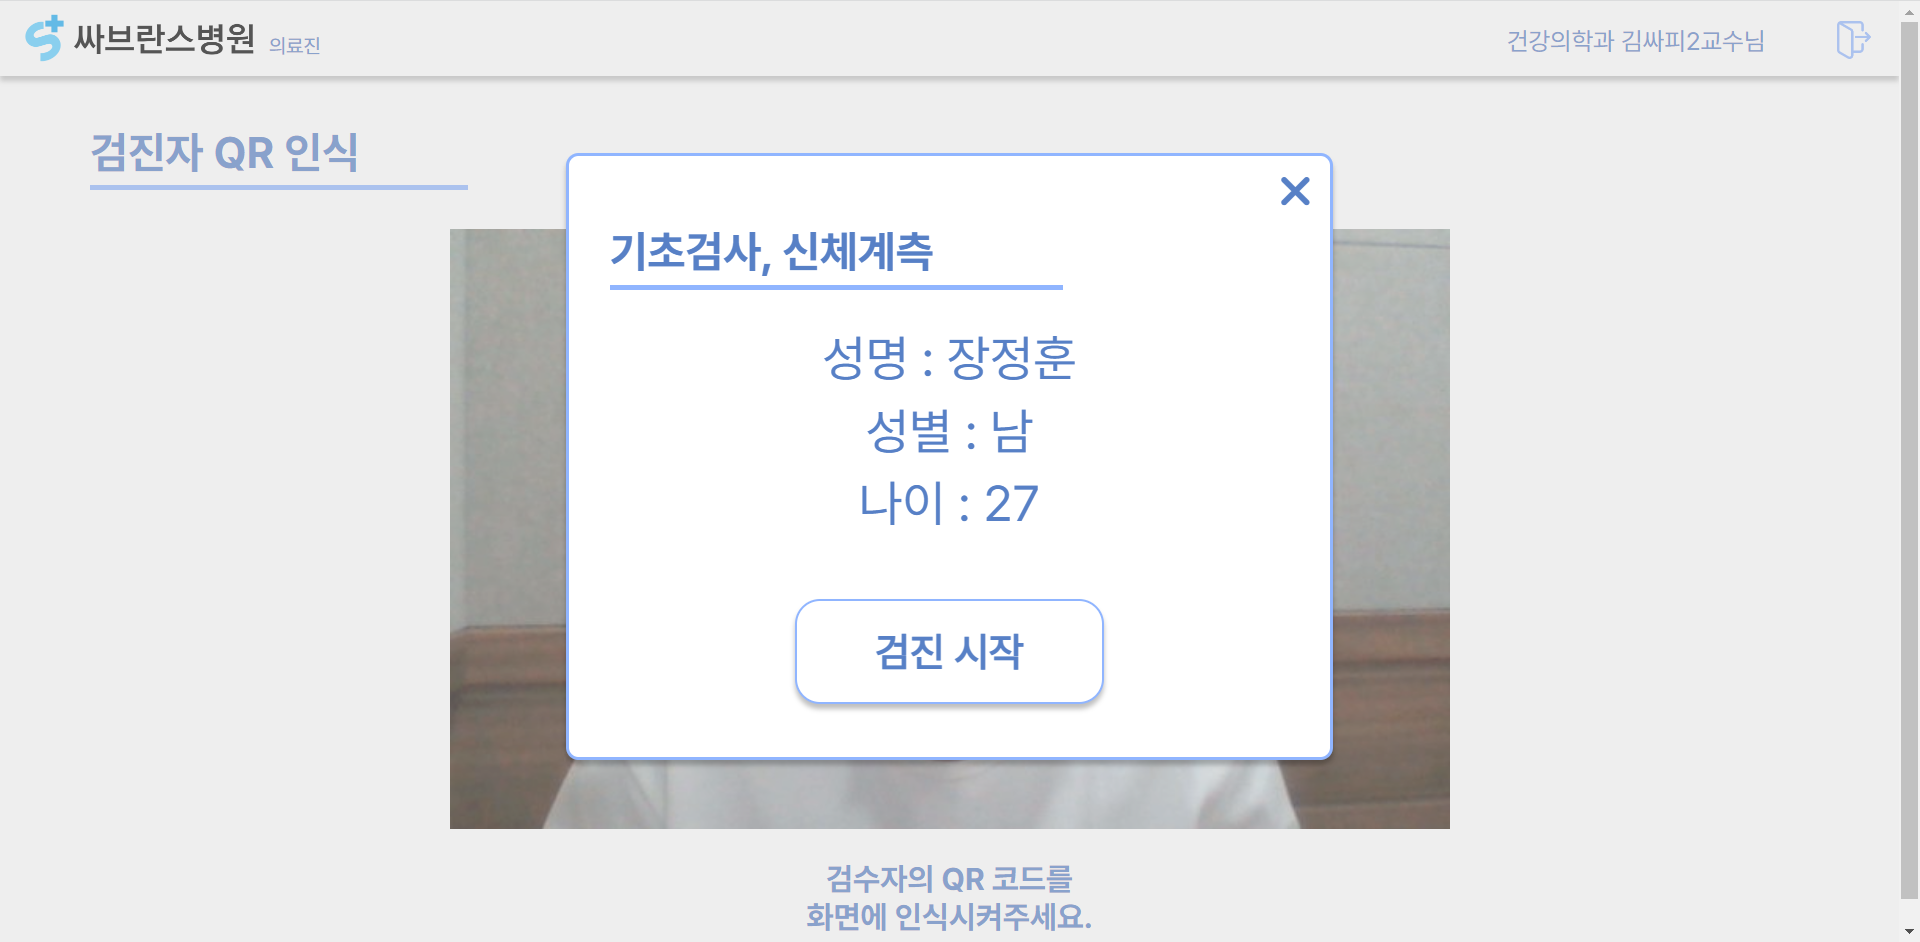 싸브란스병원 의료진
건강의학과 김싸피2교수님
검진자 QR 인식
기초검사, 신체계측
성명 : 장정훈
성별 : 남
나이 : 27
검진 시작
검수자의 QR 코드를
화면에 인식시켜주세요.